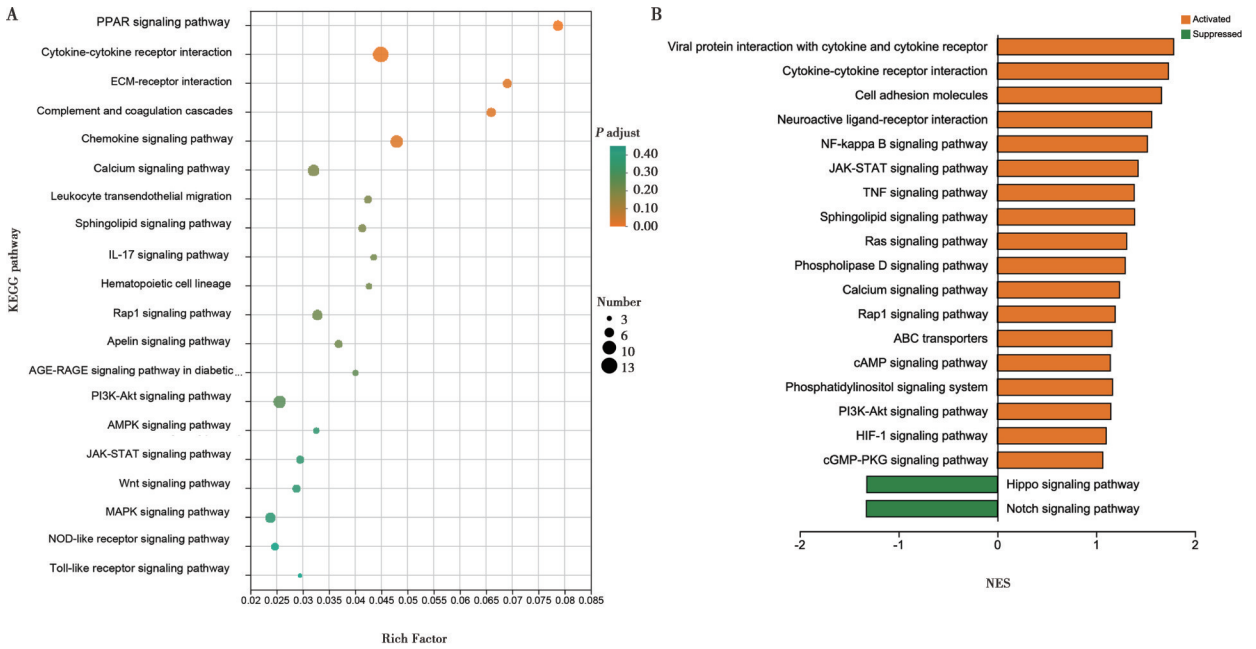 A
PPAR signaling pathway
Cytokine-cytokine receptor interaction
ECM-receptor interaction
Complement and coagulation cascades
Chemokine signaling pathway
Calcium signaling pathway
Leukocyte transendothelial migration
Sphingolipid signaling pathway
IL-17 signaling pathway
Hematopoietic cell lineage
Rap1 signaling pathway
Apelin signaling pathway
AGE-RAGE signaling pathway in diabetic...
PI3K-Akt signaling pathway
AMPK signaling pathway
JAK-STAT signaling pathway
Wnt signaling pathway
MAPK signaling pathway
NOD-like receptor signaling pathway
Toll-like receptor signaling pathway
KEGG pathway
0.02 0.025 0.03 0.035 0.04 0.045 0.05 0.055 0.06 0.065 0.07 0.075 0.08 0.085
Rich Factor
P adjust
0.40
0.20
0.10
0.00
Number
3
6
10
13
B
Activated
Suppressed
Viral protein interaction with cytokine and cytokine receptor
Cytokine-cytokine receptor interaction
Cell adhesion molecules
Neuroactive ligand-receptor interaction
NF-kappa B signaling pathway
JAK-STAT signaling pathway
TNF signaling pathway
Sphingolipid signaling pathway
Ras signaling pathway
Phospholipase D signaling pathway
Calcium signaling pathway
Rap1 signaling pathway
ABC transporters
cAMP signaling pathway
Phosphatidylinositol signaling system
PI3K-Akt signaling pathway
HIF-1 signaling pathway
cGMP-PKG signaling pathway
Hippo signaling pathway
Notch signaling pathway
-2 -1 0 1 2
NES